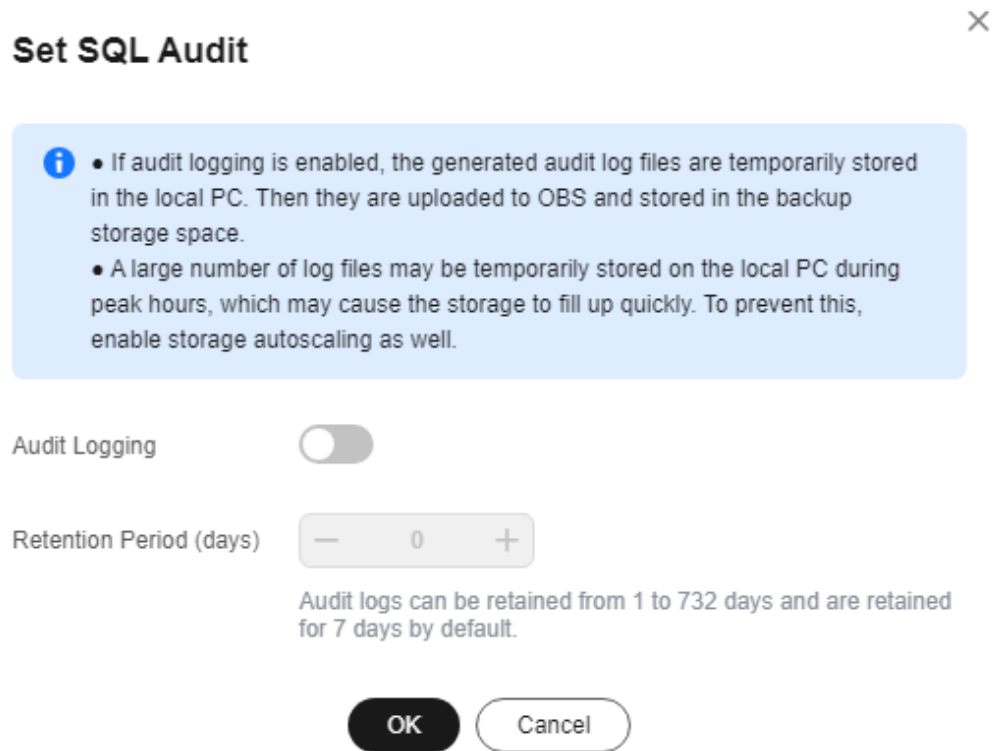 Set SQL Audit
● If audit logging is enabled, the generated audit log files are temporarily stored
in the local PC. Then they are uploaded to OBS and stored in the backup
storage space.
● A large number of log files may be temporarily stored on the local PC during
peak hours, which may cause the storage to fill up quickly. To prevent this,
enable storage autoscaling as well.
Audit Logging
Retention Period (days)
0
Audit logs can be retained from 1 to 732 days and are retained
for 7 days by default.
OK
Cancel